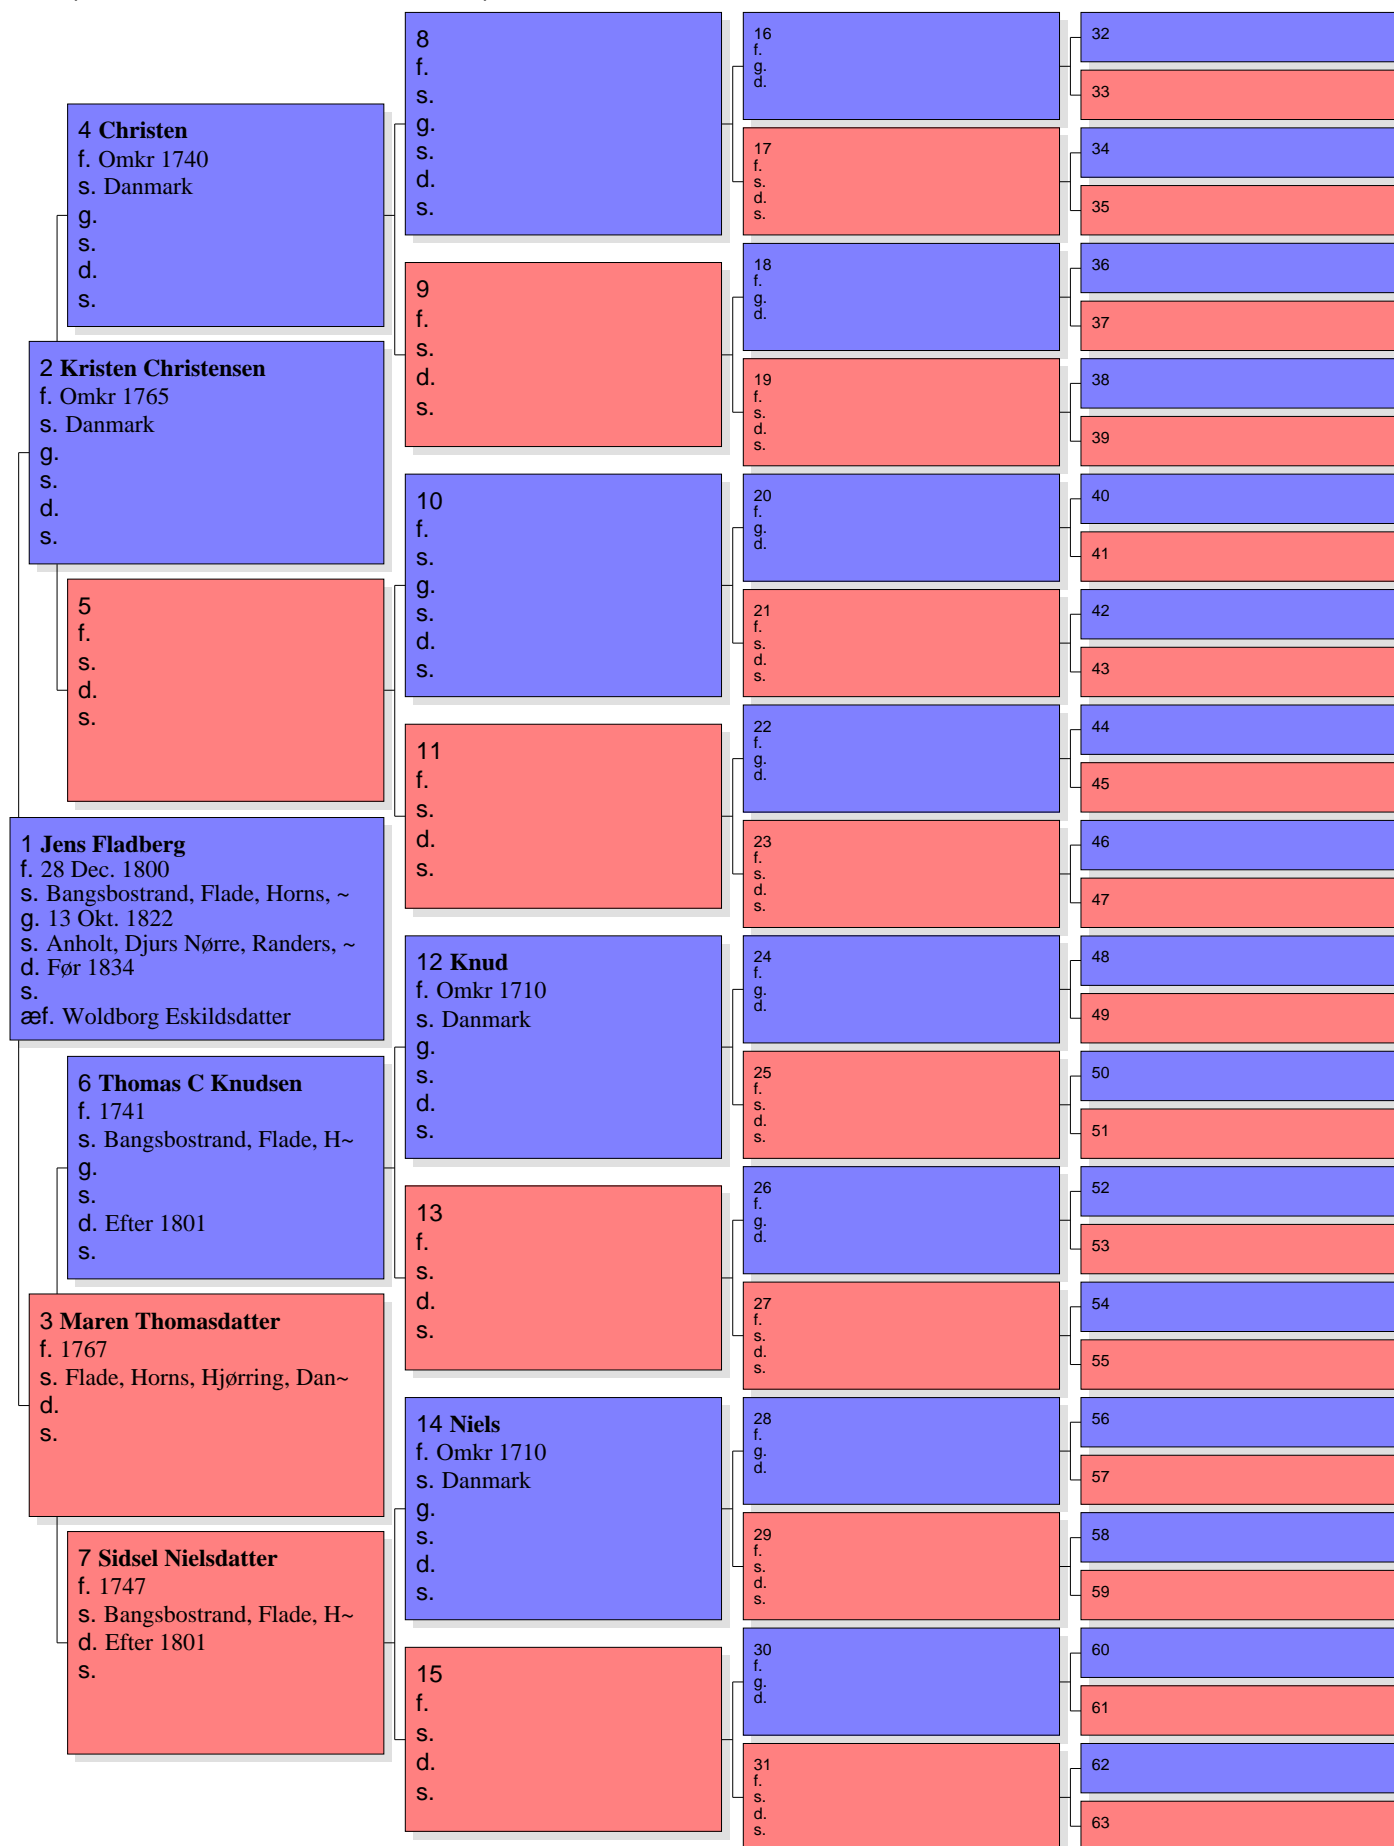 1 Jens Fladberg
f. 28 Dec. 1800
s. Bangsbostrand, Flade, Horns, ~
g. 13 Okt. 1822
s. Anholt, Djurs Nørre, Randers, ~
d. Før 1834
s.
æf. Woldborg Eskildsdatter
2 Kristen Christensen
f. Omkr 1765
s. Danmark
g.
s.
d.
s.
3 Maren Thomasdatter
f. 1767
s. Flade, Horns, Hjørring, Dan~
d.
s.
4 Christen
f. Omkr 1740
s. Danmark
g.
s.
d.
s.
5
f.
s.
d.
s.
6 Thomas C Knudsen
f. 1741
s. Bangsbostrand, Flade, H~
g.
s.
d. Efter 1801
s.
7 Sidsel Nielsdatter
f. 1747
s. Bangsbostrand, Flade, H~
d. Efter 1801
s.
8
f.
s.
g.
s.
d.
s.
9
f.
s.
d.
s.
10
f.
s.
g.
s.
d.
s.
11
f.
s.
d.
s.
12 Knud
f. Omkr 1710
s. Danmark
g.
s.
d.
s.
13
f.
s.
d.
s.
14 Niels
f. Omkr 1710
s. Danmark
g.
s.
d.
s.
15
f.
s.
d.
s.
16
f.
g.
d.
17
f.
s.
d.
s.
18
f.
g.
d.
19
f.
s.
d.
s.
20
f.
g.
d.
21
f.
s.
d.
s.
22
f.
g.
d.
23
f.
s.
d.
s.
24
f.
g.
d.
25
f.
s.
d.
s.
26
f.
g.
d.
27
f.
s.
d.
s.
28
f.
g.
d.
29
f.
s.
d.
s.
30
f.
g.
d.
31
f.
s.
d.
s.
32
33
34
35
36
37
38
39
40
41
42
43
44
45
46
47
48
49
50
51
52
53
54
55
56
57
58
59
60
61
62
63